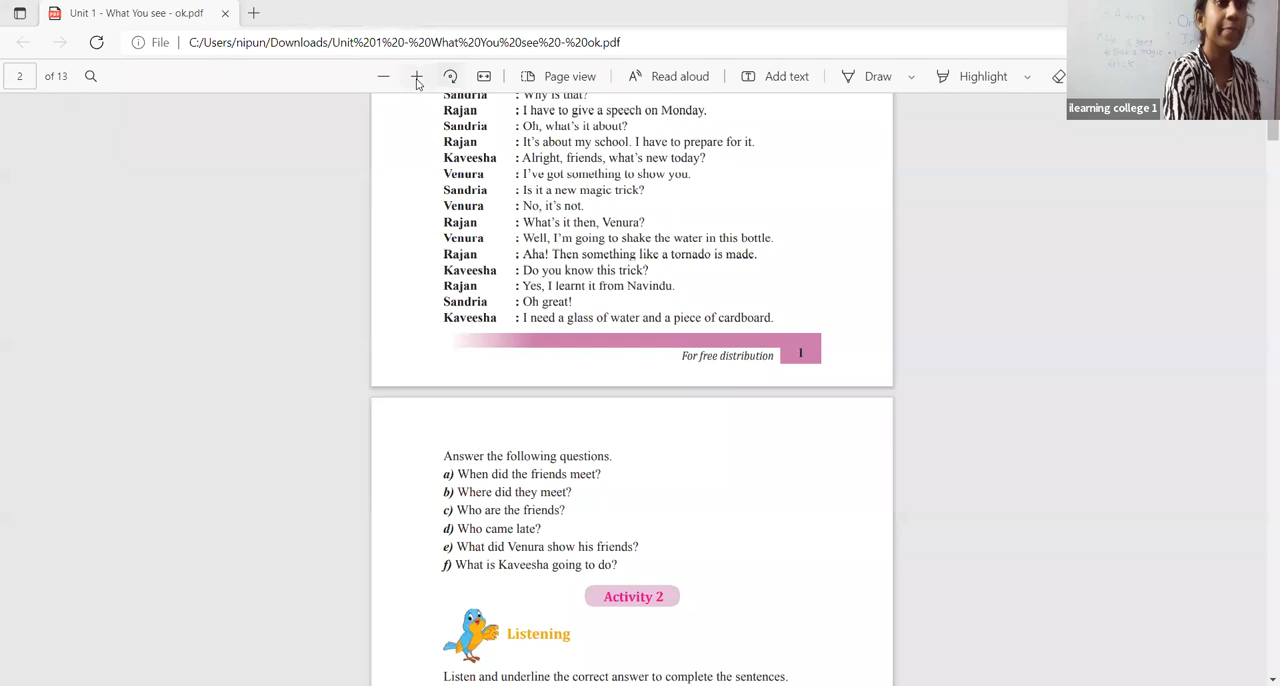 Unit 1 - What You see - ok.pdf
File
C:/Users/nipun/Downloads/Unit%201%20-%20What%20You%20see%20-%20ok.pdf
2 of 13
Page view
Read aloud
Add text
Draw
Highlight
ilearning college 1
Sandria : Why is that?
Rajan : I have to give a speech on Monday.
Sandria : Oh, what's it about?
Rajan : It's about my school. I have to prepare for it.
Kaveesha : Alright, friends, what's new today?
Venura : I've got something to show you.
Sandria : Is it a new magic trick?
Venura : No, it's not.
Rajan : What's it then, Venura?
Venura : Well, I'm going to shake the water in this bottle.
Rajan : Aha! Then something like a tornado is made.
Kaveesha : Do you know this trick?
Rajan : Yes, I learnt it from Navindu.
Sandria : Oh great!
Kaveesha : I need a glass of water and a piece of cardboard.
For free distribution 1
Answer the following questions.
a) When did the friends meet?
b) Where did they meet?
c) Who are the friends?
d) Who came late?
e) What did Venura show his friends?
f) What is Kaveesha going to do?
Activity 2
Listening
Listen and underline the correct answer to complete the sentences.